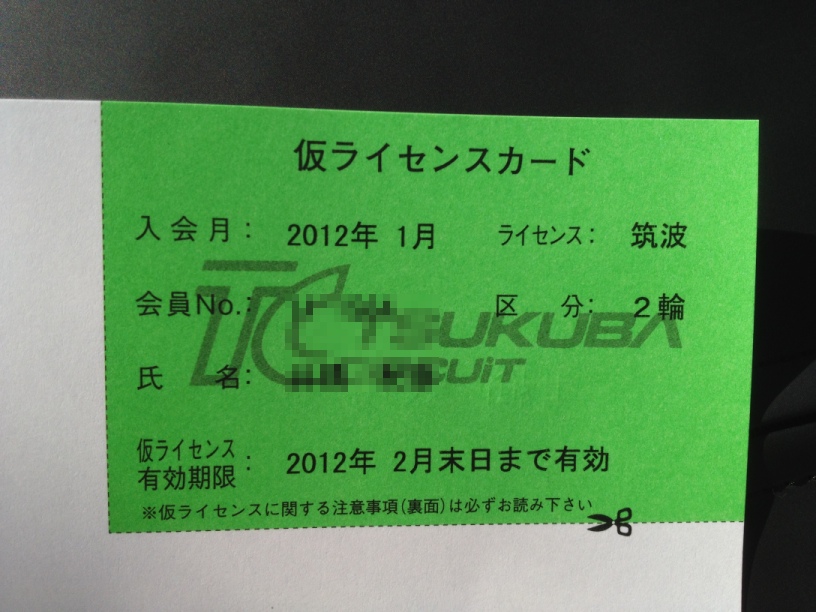 仮ライセンスカード
入会月： 2012年 1月 ライセンス： 筑波
会員No.： 区 分： 2輪
TSUKUBA
CIRCUiT
氏 名：
仮ライセンス
有効期限： 2012年 2月末日まで有効
※仮ライセンスに関する注意事項(裏面)は必ずお読み下さい